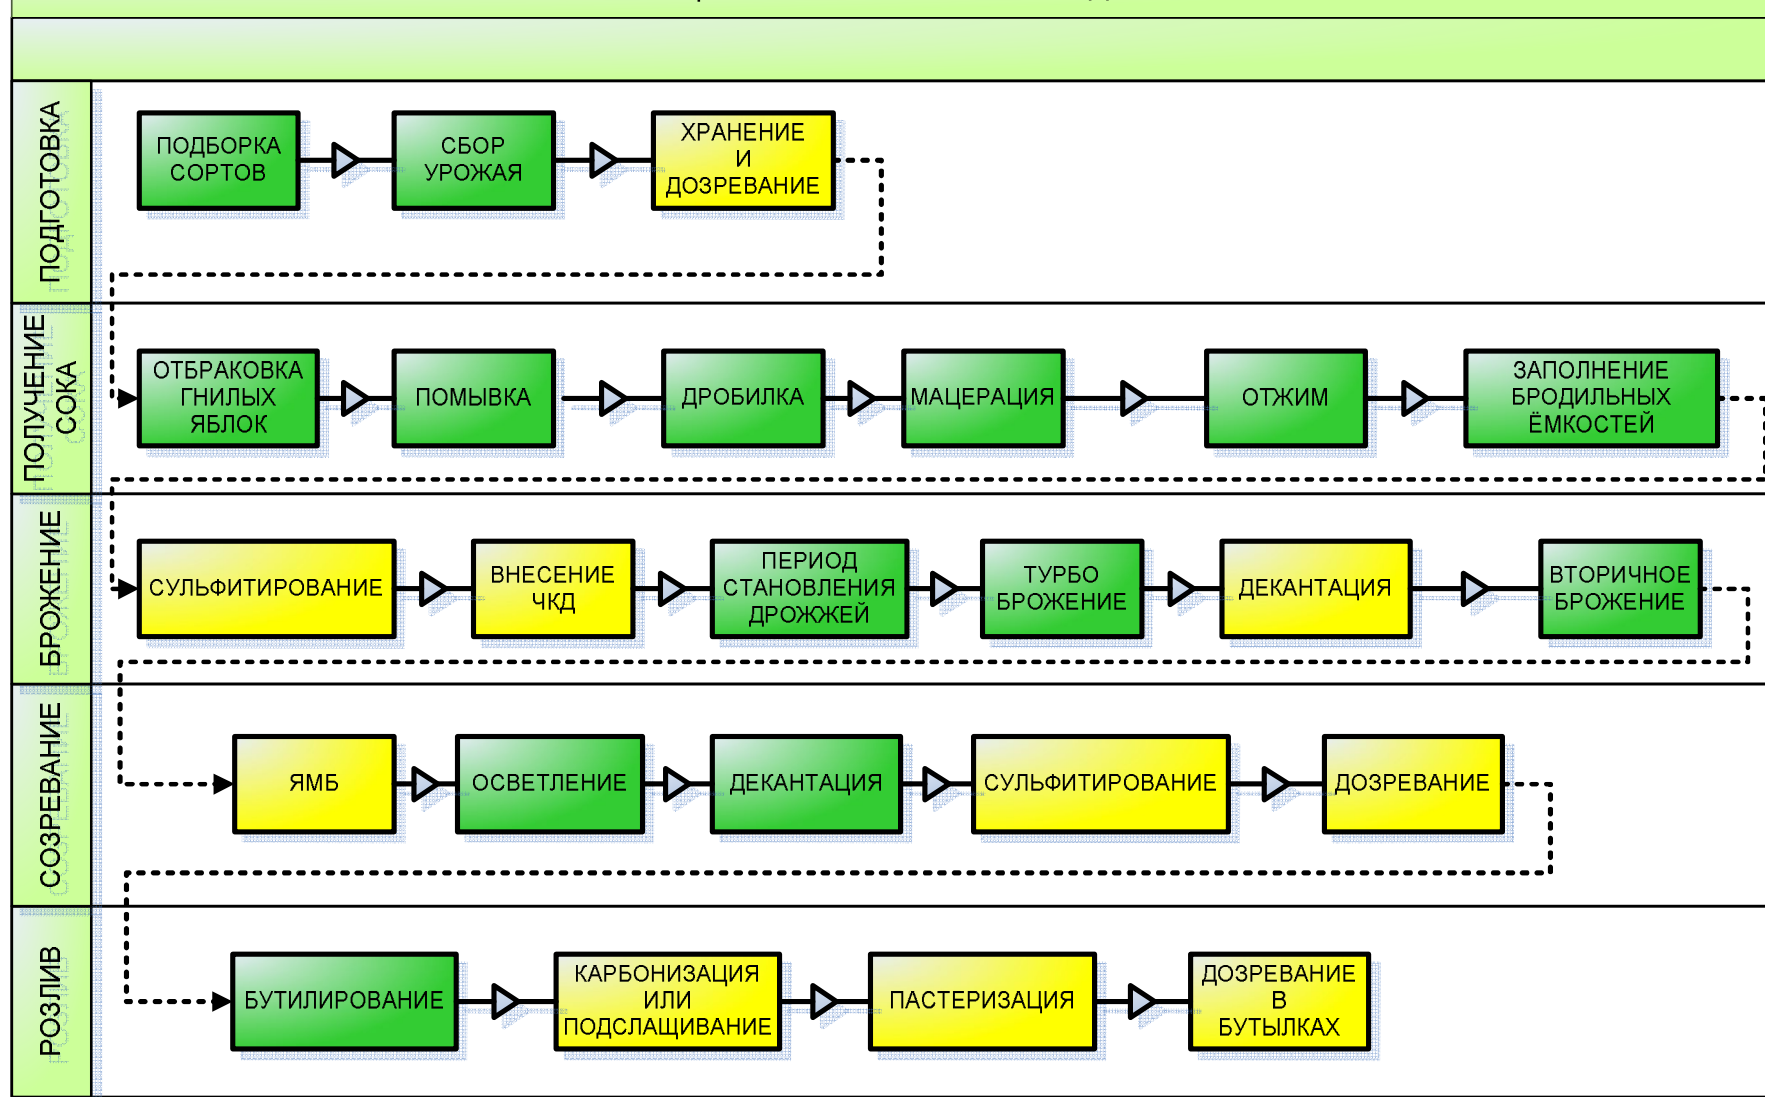 ПОДГОТОВКА
ПОДБОРКА
СОРТОВ
СБОР
УРОЖАЯ
ХРАНЕНИЕ
И
ДОЗРЕВАНИЕ
ПОЛУЧЕНИЕ
СОКА
ОТБРАКОВКА
ГНИЛЫХ
ЯБЛОК
ПОМЫВКА
ДРОБИЛКА
МАЦЕРАЦИЯ
ОТЖИМ
ЗАПОЛНЕНИЕ
БРОДИЛЬНЫХ
ЁМКОСТЕЙ
БРОЖЕНИЕ
СУЛЬФИТИРОВАНИЕ
ВНЕСЕНИЕ
ЧКД
ПЕРИОД
СТАНОВЛЕНИЯ
ДРОЖЖЕЙ
ТУРБО
БРОЖЕНИЕ
ДЕКАНТАЦИЯ
ВТОРИЧНОЕ
БРОЖЕНИЕ
СОЗРЕВАНИЕ
ЯМБ
ОСВЕТЛЕНИЕ
ДЕКАНТАЦИЯ
СУЛЬФИТИРОВАНИЕ
ДОЗРЕВАНИЕ
РОЗЛИВ
БУТИЛИРОВАНИЕ
КАРБОНИЗАЦИЯ
ИЛИ
ПОДСЛАЩИВАНИЕ
ПАСТЕРИЗАЦИЯ
ДОЗРЕВАНИЕ
В
БУТЫЛКАХ